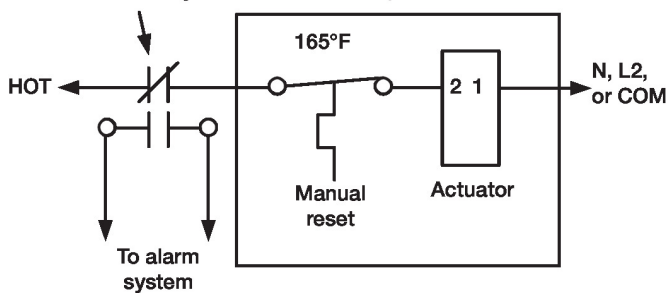 165°F
HOT
2 1
N, L2,
or COM
Manual
reset
Actuator
To alarm
system